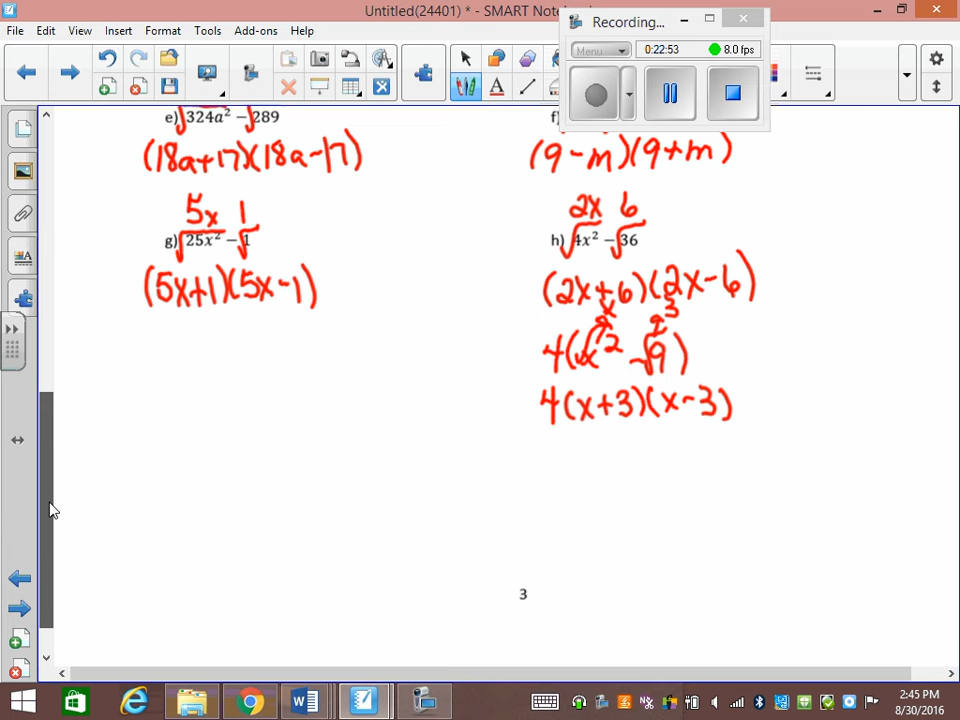 Untitled(24401) * - SMART Note
Recording...
File Edit View Insert Format Tools Add-ons Help
Menu 0:22:53 8.0 fps
e) √324a² − √289
f)
(18a+17)(18a-17)
(9-m)(9+m)
5x 1
2x 6
g) √25x² − √1
h) √4x² − √36
(5x+1)(5x-1)
(2x+6)(2x-6)
x 3
4(√x² -√9)
4(x+3)(x-3)
3
2:45 PM
8/30/2016